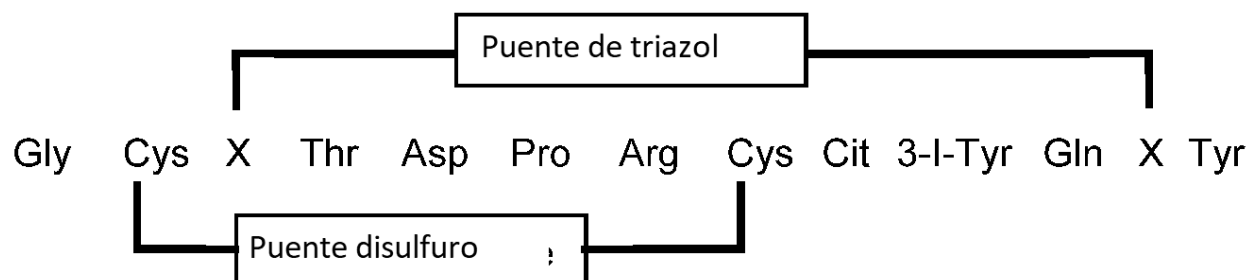 Puente de triazol
Gly Cys X Thr Asp Pro Arg Cys Cit 3-I-Tyr Gln X Tyr
Puente disulfuro e